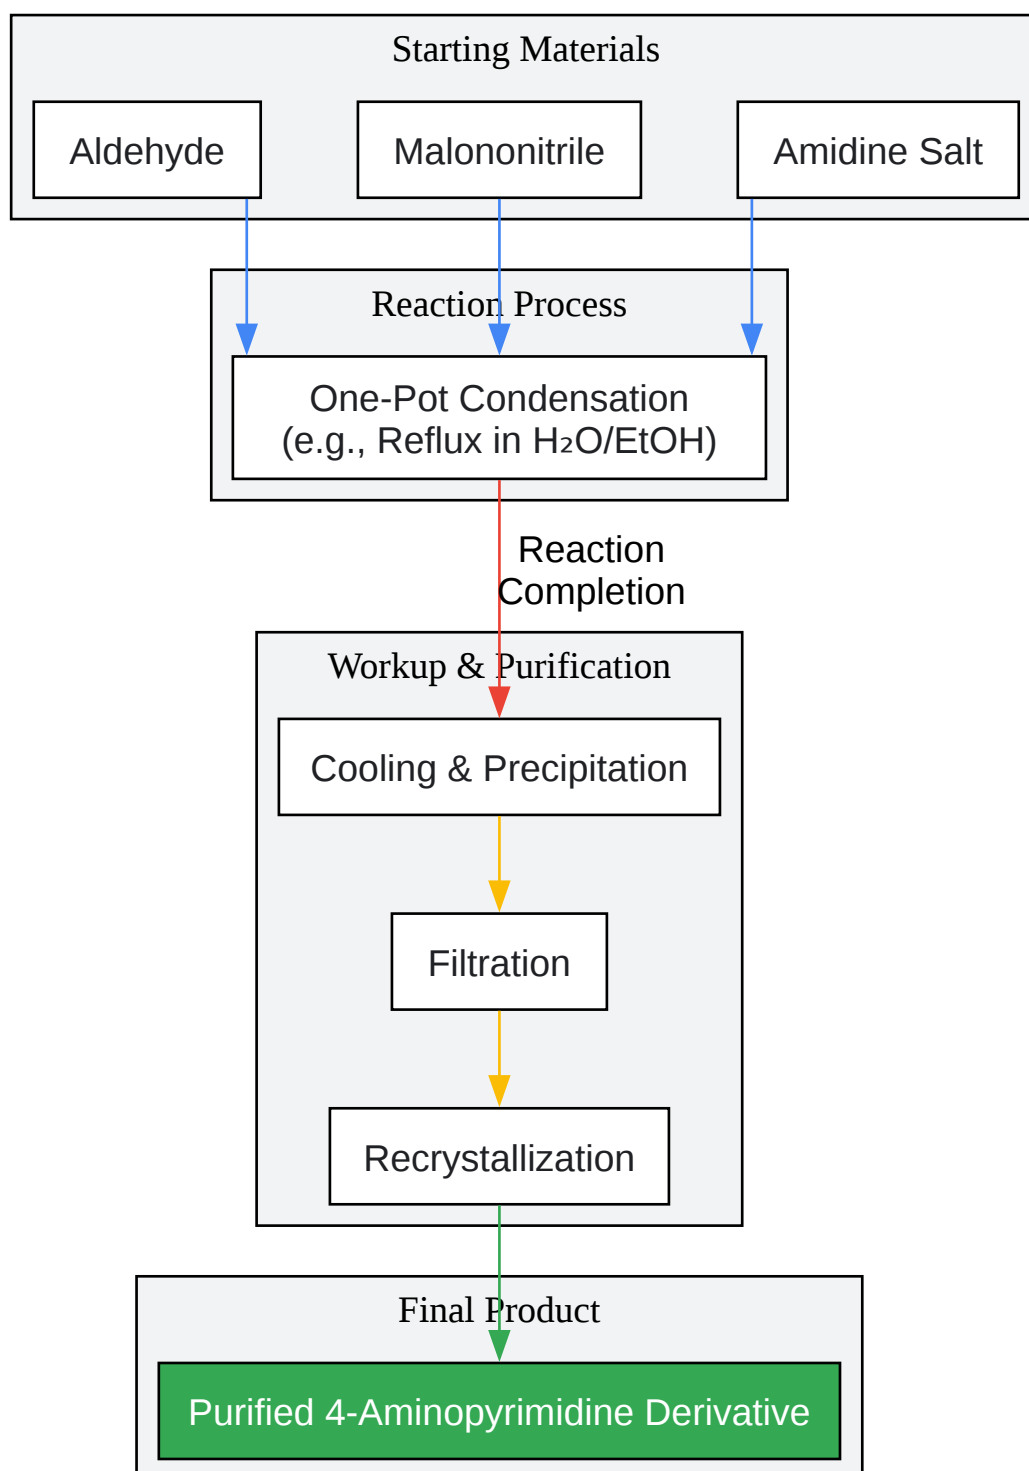 Starting Materials
Aldehyde
Malononitrile
Amidine Salt
Reaction Process
One-Pot Condensation
(e.g., Reflux in H₂O/EtOH)
Reaction
Completion
Workup & Purification
Cooling & Precipitation
Filtration
Recrystallization
Final Product
Purified 4-Aminopyrimidine Derivative